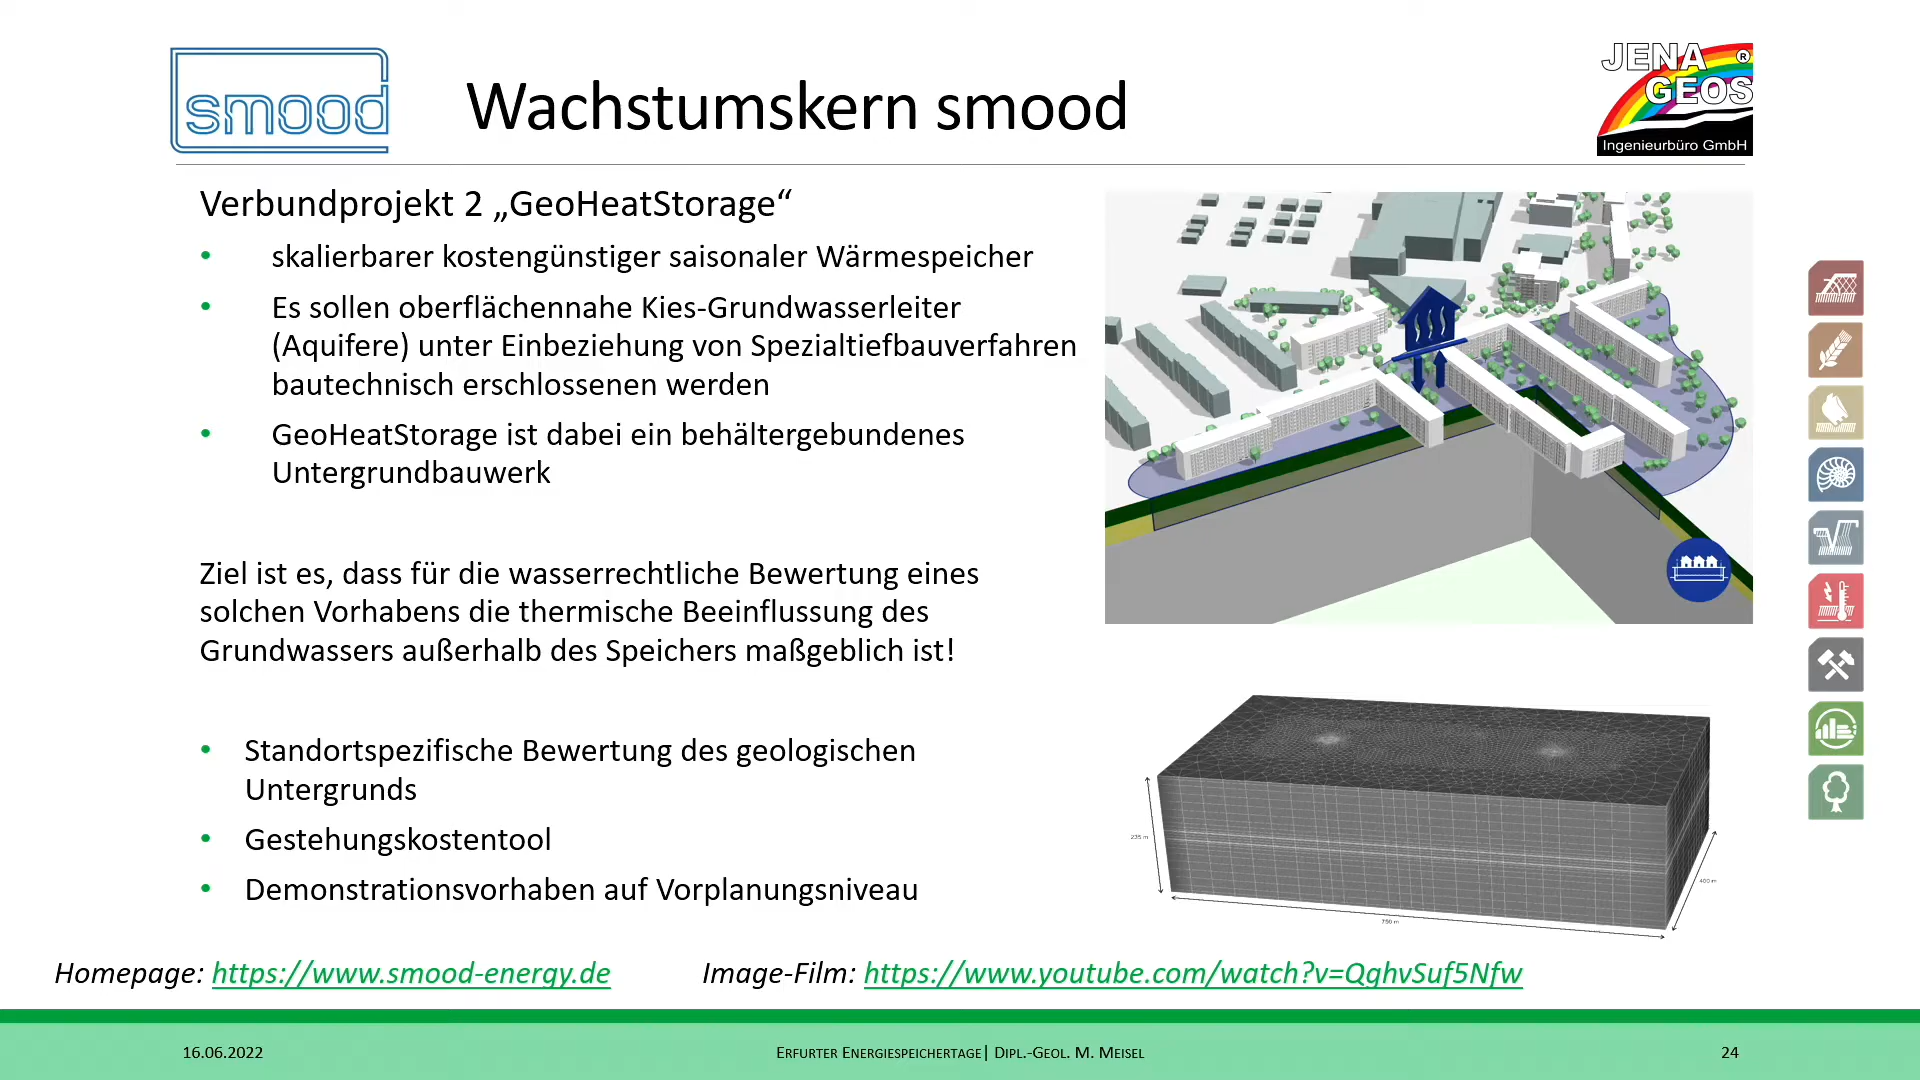 smood
Wachstumskern smood
JENA ®
GEOS
Ingenieurbüro GmbH
Verbundprojekt 2 „GeoHeatStorage“
• skalierbarer kostengünstiger saisonaler Wärmespeicher
• Es sollen oberflächennahe Kies-Grundwasserleiter
(Aquifere) unter Einbeziehung von Spezialtiefbauverfahren
bautechnisch erschlossenen werden
• GeoHeatStorage ist dabei ein behältergebundenes
Untergrundbauwerk
Ziel ist es, dass für die wasserrechtliche Bewertung eines
solchen Vorhabens die thermische Beeinflussung des
Grundwassers außerhalb des Speichers maßgeblich ist!
• Standortspezifische Bewertung des geologischen
Untergrunds
• Gestehungskostentool
• Demonstrationsvorhaben auf Vorplanungsniveau
235 m
400 m
750 m
Homepage: https://www.smood-energy.de
Image-Film: https://www.youtube.com/watch?v=QghvSuf5Nfw
16.06.2022
Erfurter Energiespeichertage| Dipl.-Geol. M. Meisel
24